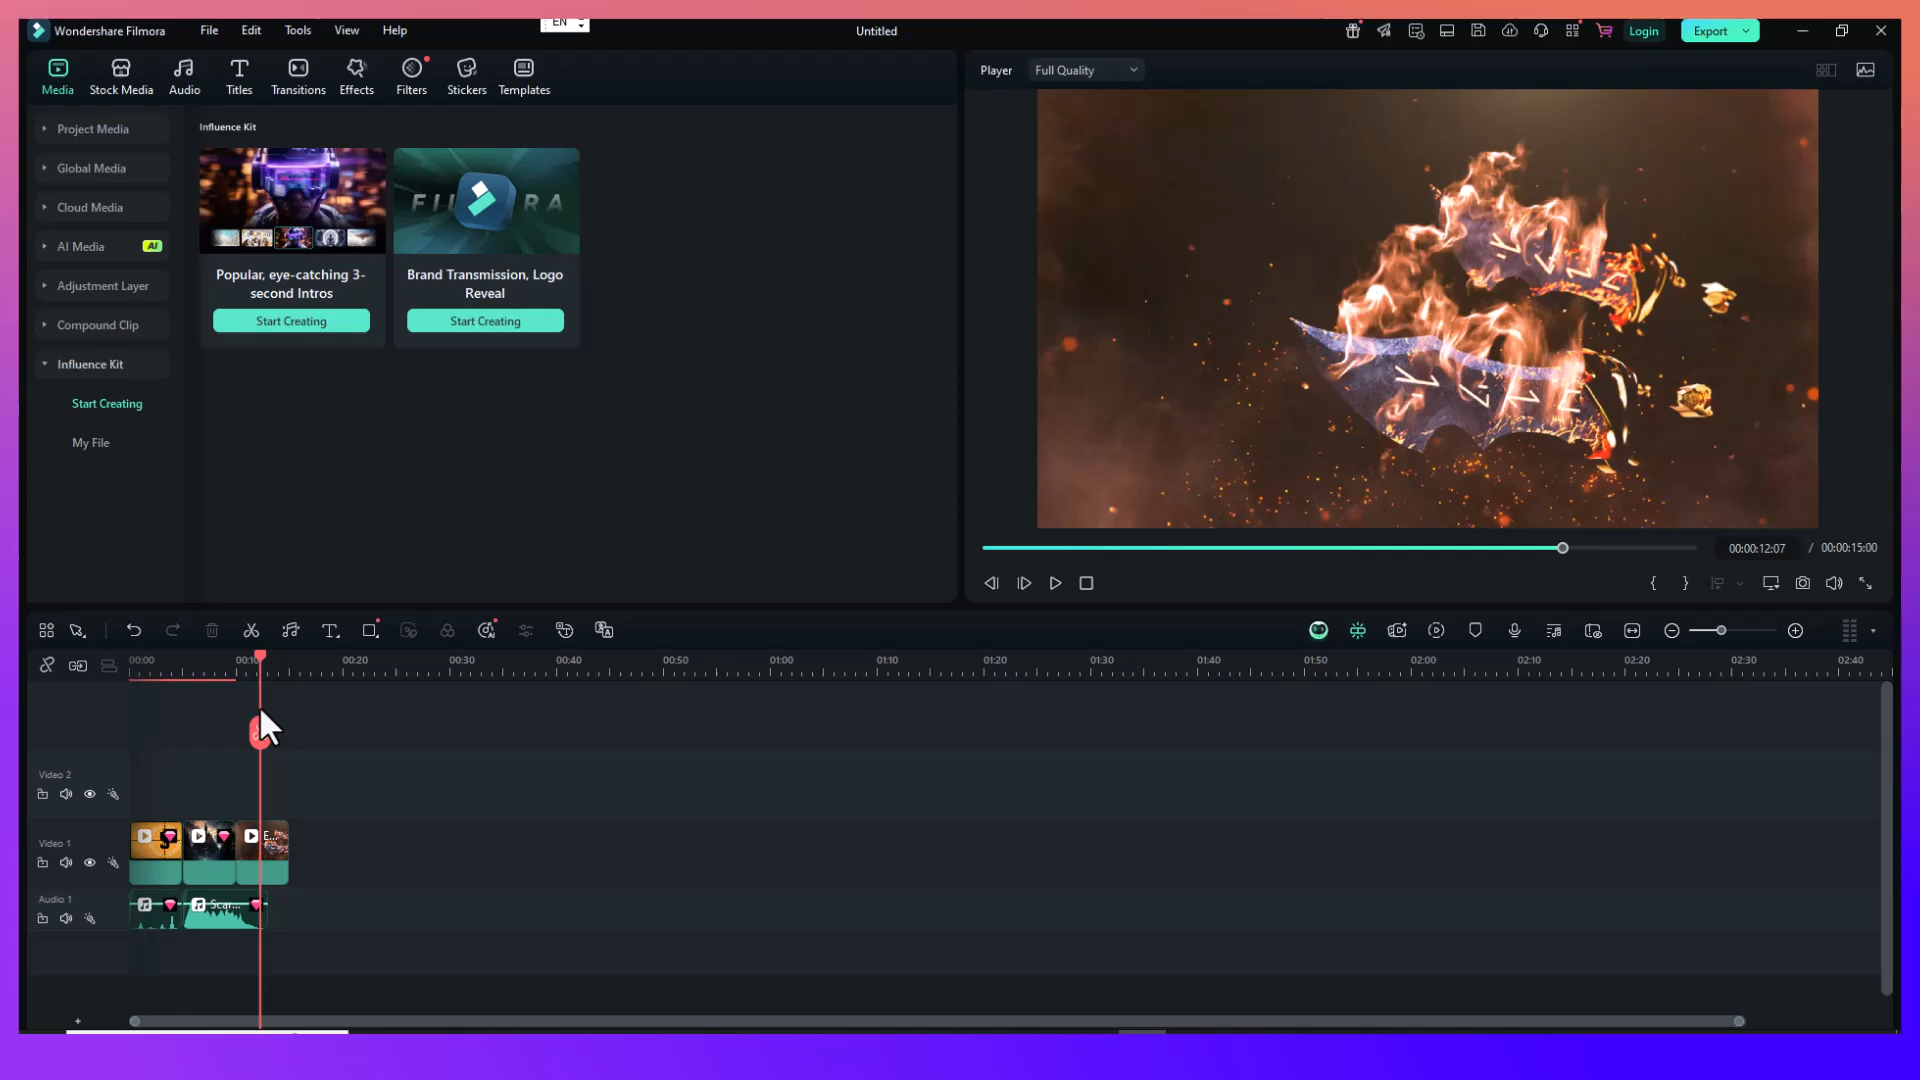 Wondershare Filmora
File
Edit
Tools
View
Help
EN
Untitled
Login
Export
Media
Stock Media
Audio
Titles
Transitions
Effects
Filters
Stickers
Templates
Player
Full Quality
Project Media
Global Media
Cloud Media
AI Media
AI
Adjustment Layer
Compound Clip
Influence Kit
Start Creating
My File
Influence Kit
FIL RA
Popular, eye-catching 3-
second Intros
Start Creating
Brand Transmission, Logo
Reveal
Start Creating
00:00:12:07 / 00:00:15:00
00:00
00:10
00:20
00:30
00:40
00:50
01:00
01:10
01:20
01:30
01:40
01:50
02:00
02:10
02:20
02:30
02:40
Video 2
Video 1
E...
Audio 1
Scar...